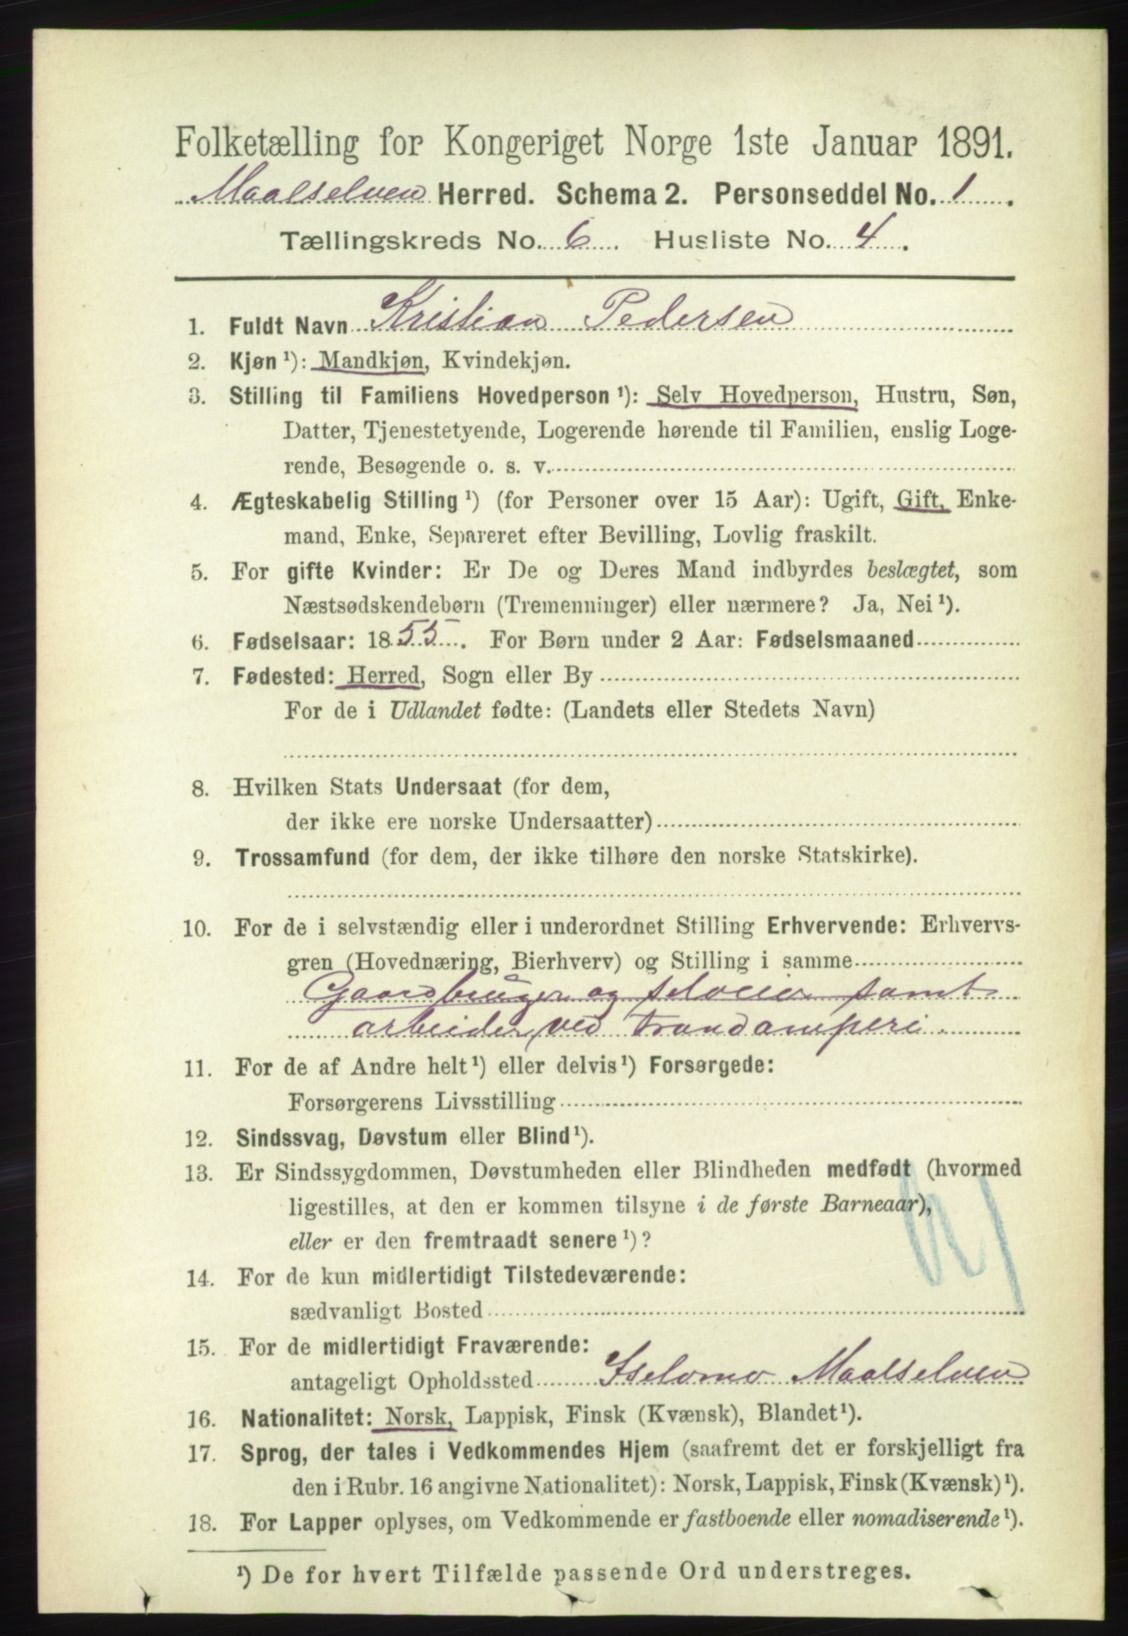 Folketælling for Kongeriget Norge 1ste Januar 1891.
Maalselven Herred. Schema 2. Personseddel No. 1.
Tællingskreds No. 6. Husliste No. 4.
1. Fuldt Navn Kristian Pedersen
2. Kjøn ¹): Mandkjøn, Kvindekjøn.
3. Stilling til Familiens Hovedperson ¹): Selv Hovedperson, Hustru, Søn,
Datter, Tjenestetyende, Logerende hørende til Familien, enslig Loge-
rende, Besøgende o. s. v.
4. Ægteskabelig Stilling ¹) (for Personer over 15 Aar): Ugift, Gift, Enke-
mand, Enke, Separeret efter Bevilling, Lovlig fraskilt.
5. For gifte Kvinder: Er De og Deres Mand indbyrdes beslægtet, som
Næstsødskendebørn (Tremenninger) eller nærmere? Ja, Nei ¹).
6. Fødselsaar: 1855. For Børn under 2 Aar: Fødselsmaaned
7. Fødested: Herred, Sogn eller By
For de i Udlandet fødte: (Landets eller Stedets Navn)
8. Hvilken Stats Undersaat (for dem,
der ikke ere norske Undersaatter)
9. Trossamfund (for dem, der ikke tilhøre den norske Statskirke).
10. For de i selvstændig eller i underordnet Stilling Erhvervende: Erhvervs-
gren (Hovednæring, Bierhverv) og Stilling i samme
Gaardbruger og selveier samt
arbeider ved trandamperi.
11. For de af Andre helt ¹) eller delvis ¹) Forsørgede:
Forsørgerens Livsstilling
12. Sindssvag, Døvstum eller Blind ¹).
13. Er Sindssygdommen, Døvstumheden eller Blindheden medfødt (hvormed
ligestilles, at den er kommen tilsyne i de første Barneaar),
eller er den fremtraadt senere ¹)?
14. For de kun midlertidigt Tilstedeværende:
sædvanligt Bosted
15. For de midlertidigt Fraværende:
antageligt Opholdssted Maalselven
16. Nationalitet: Norsk, Lappisk, Finsk (Kvænsk), Blandet ¹).
17. Sprog, der tales i Vedkommendes Hjem (saafremt det er forskjelligt fra
den i Rubr. 16 angivne Nationalitet): Norsk, Lappisk, Finsk (Kvænsk) ¹).
18. For Lapper oplyses, om Vedkommende er fastboende eller nomadiserende ¹).
¹) De for hvert Tilfælde passende Ord understreges.